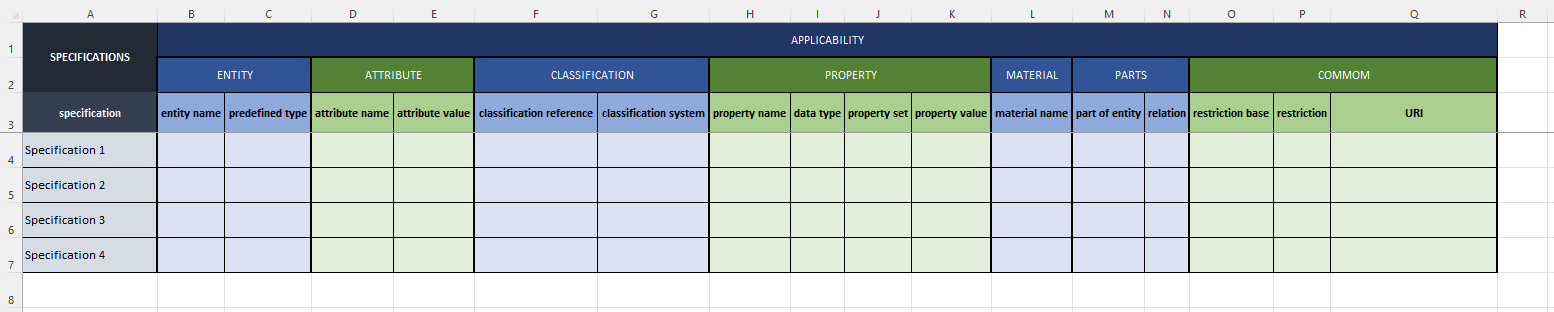 A B C D E F G H I J K L M N O P Q R
1 SPECIFICATIONS APPLICABILITY
2 ENTITY ATTRIBUTE CLASSIFICATION PROPERTY MATERIAL PARTS COMMOM
3 specification entity name predefined type attribute name attribute value classification reference classification system property name data type property set property value material name part of entity relation restriction base restriction URI
4 Specification 1
5 Specification 2
6 Specification 3
7 Specification 4
8